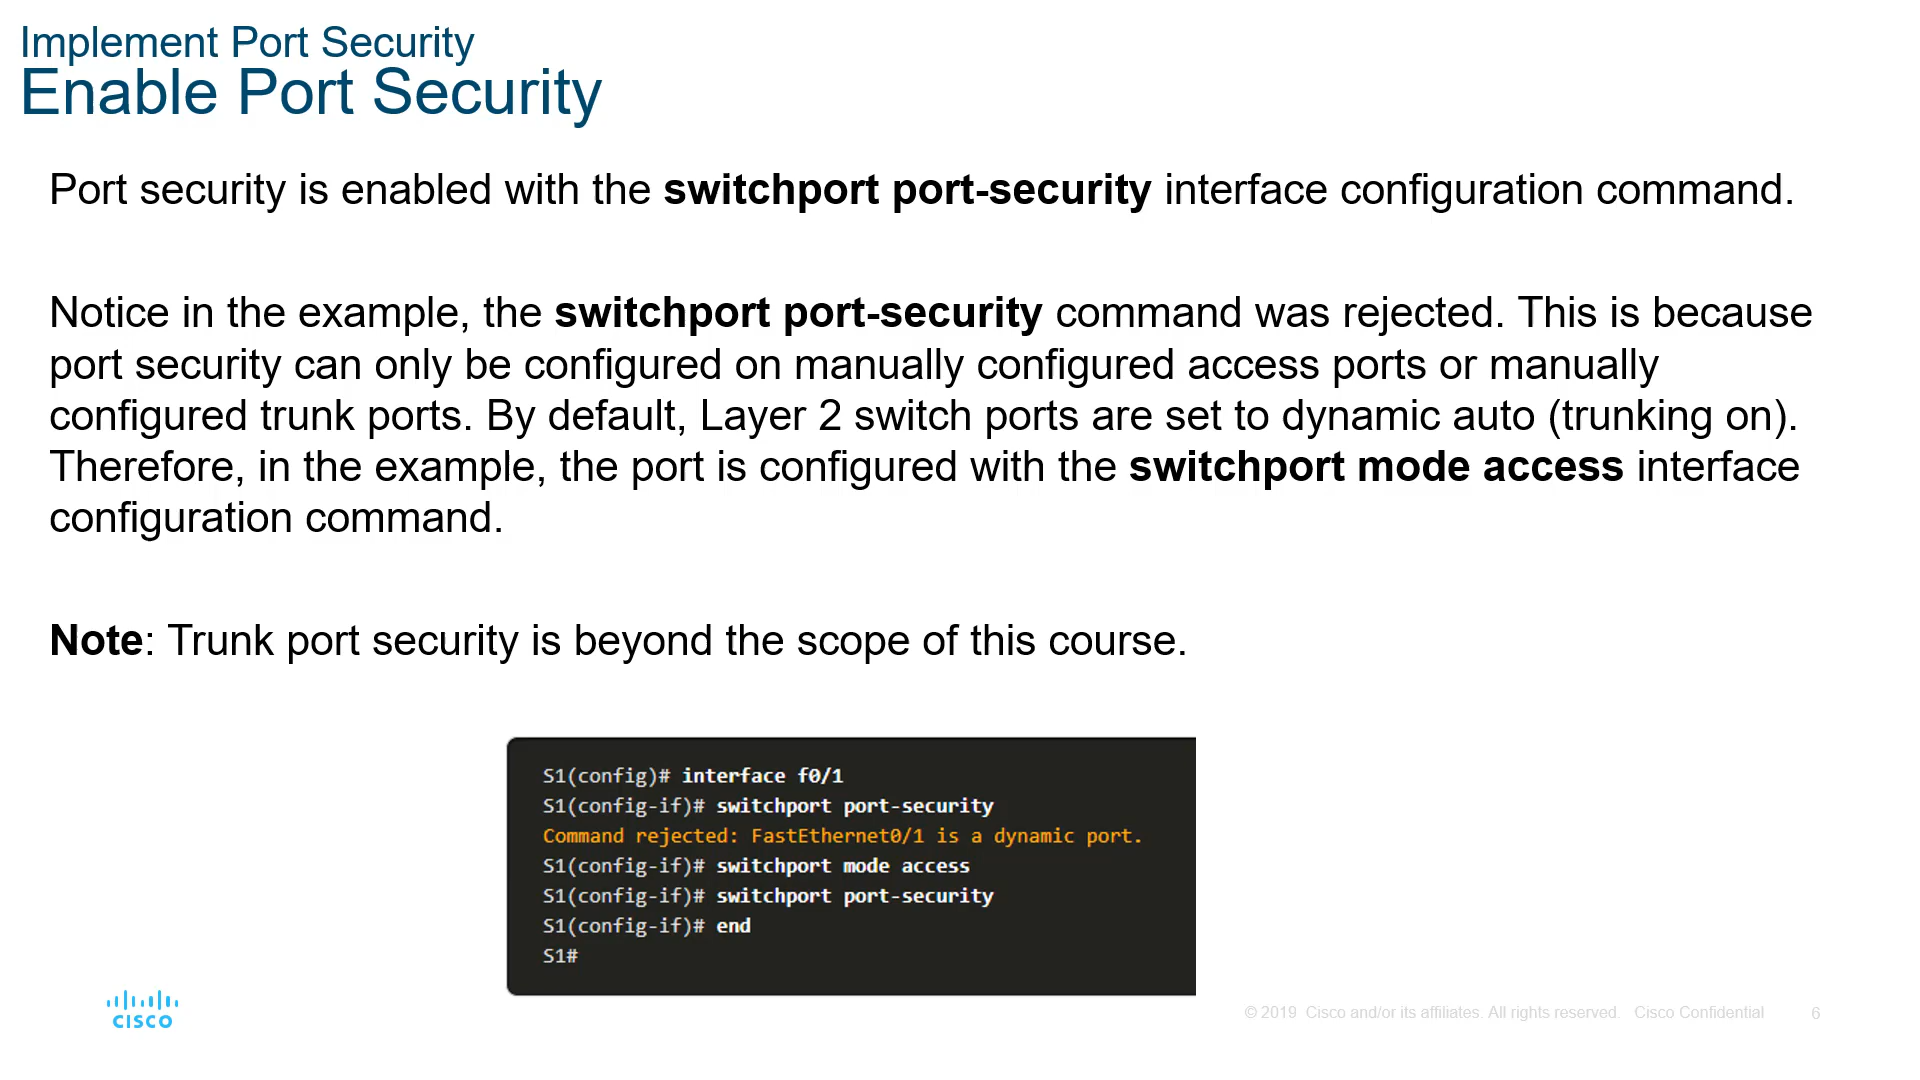 Implement Port Security
Enable Port Security
Port security is enabled with the switchport port-security interface configuration command.
Notice in the example, the switchport port-security command was rejected. This is because
port security can only be configured on manually configured access ports or manually
configured trunk ports. By default, Layer 2 switch ports are set to dynamic auto (trunking on).
Therefore, in the example, the port is configured with the switchport mode access interface
configuration command.
Note: Trunk port security is beyond the scope of this course.
S1(config)# interface f0/1
S1(config-if)# switchport port-security
Command rejected: FastEthernet0/1 is a dynamic port.
S1(config-if)# switchport mode access
S1(config-if)# switchport port-security
S1(config-if)# end
S1#
CISCO
© 2019 Cisco and/or its affiliates. All rights reserved. Cisco Confidential 6